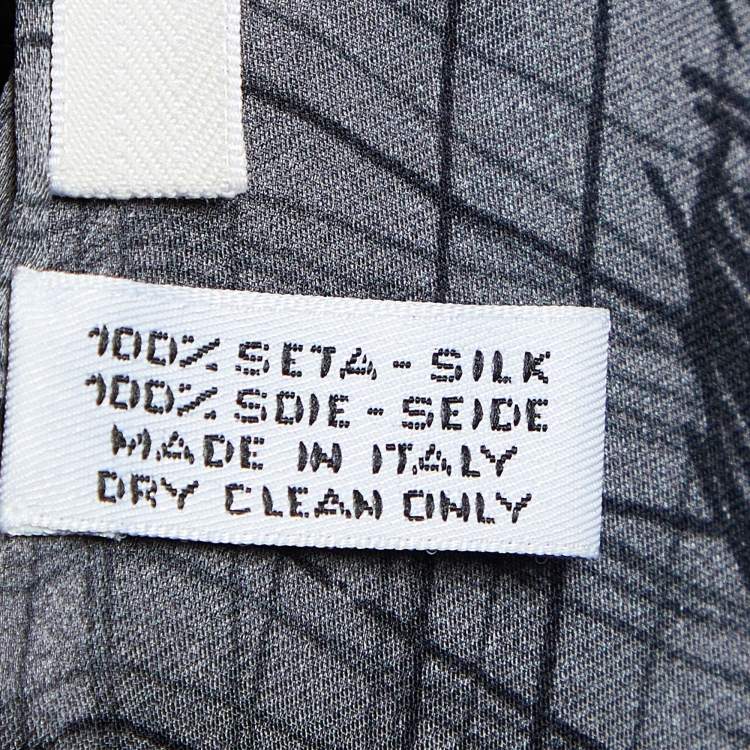 100% SETA - SILK
100% SOIE - SEIDE
MADE IN ITALY
DRY CLEAN ONLY